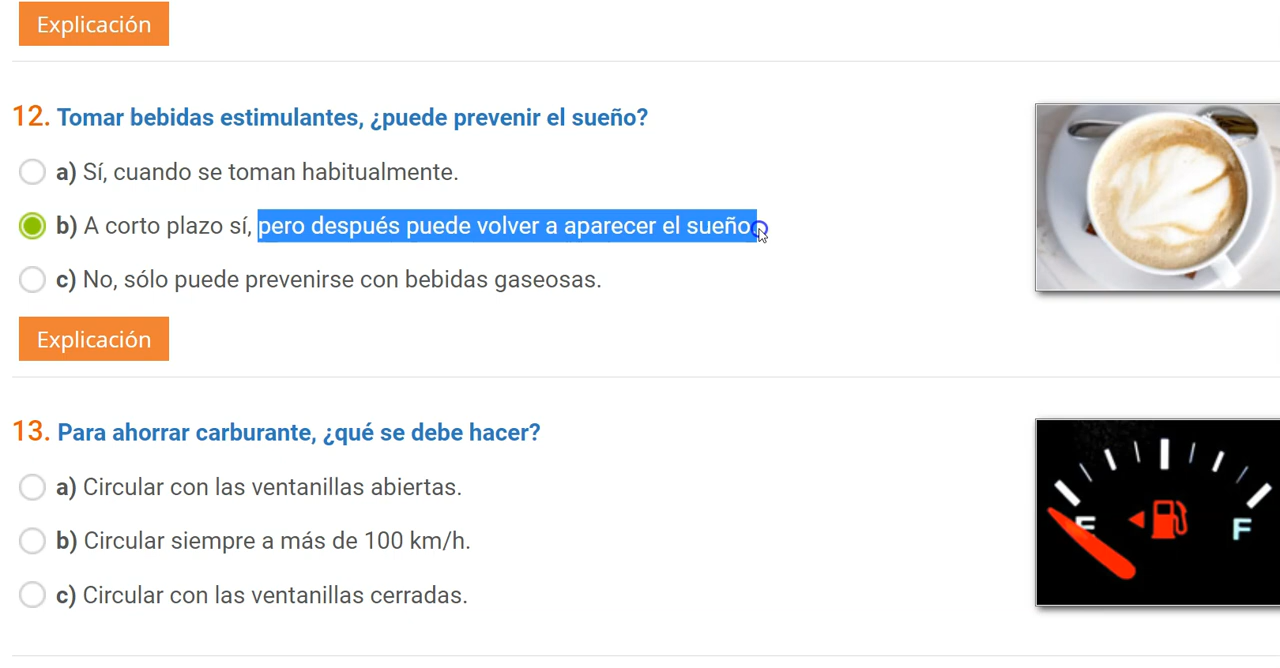 Explicación
12. Tomar bebidas estimulantes, ¿puede prevenir el sueño?
a) Sí, cuando se toman habitualmente.
b) A corto plazo sí, pero después puede volver a aparecer el sueño.
c) No, sólo puede prevenirse con bebidas gaseosas.
Explicación
13. Para ahorrar carburante, ¿qué se debe hacer?
a) Circular con las ventanillas abiertas.
b) Circular siempre a más de 100 km/h.
c) Circular con las ventanillas cerradas.
E F